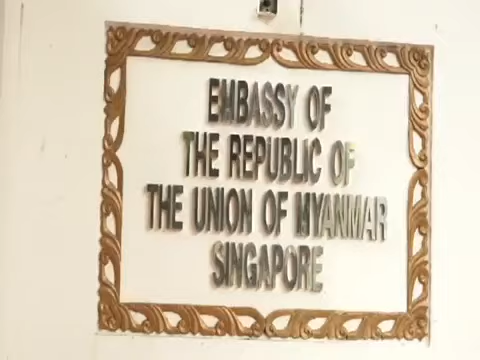 EMBASSY OF
THE REPUBLIC OF
THE UNION OF MYANMAR
SINGAPORE